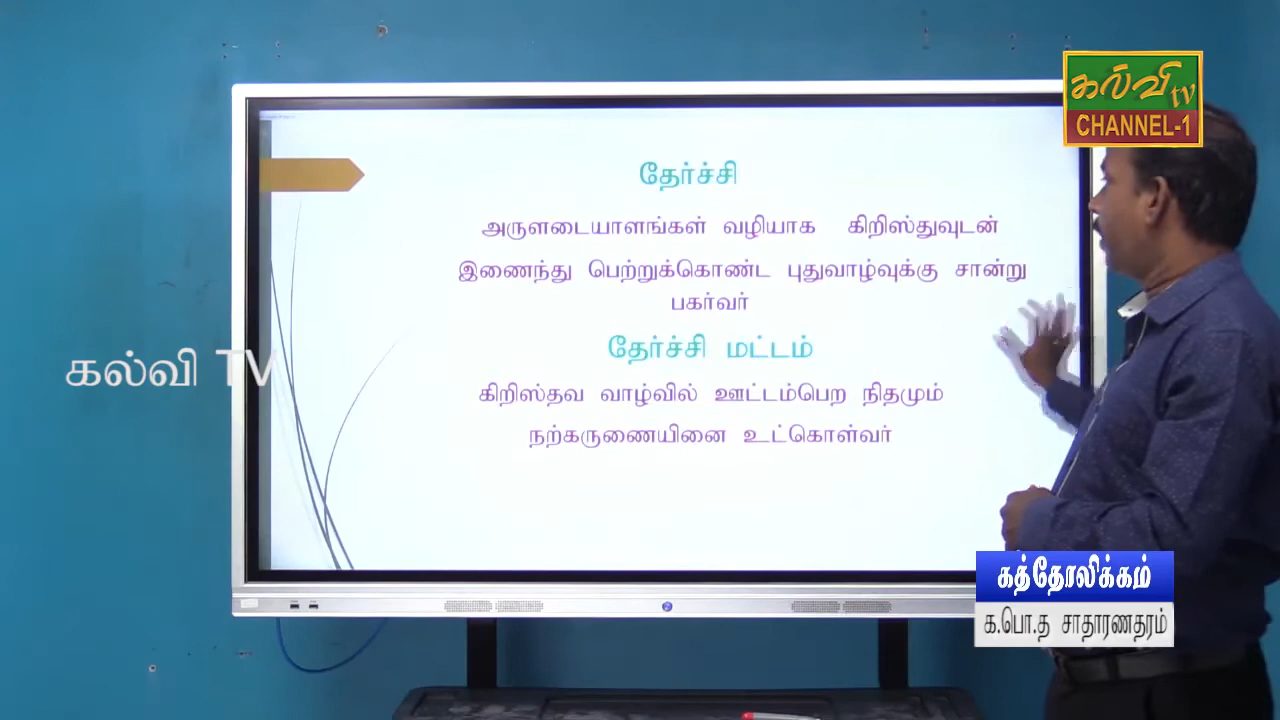 கல்வி tv
CHANNEL-1
தேர்ச்சி
அருளடையாளங்கள் வழியாக கிறிஸ்துவுடன்
இணைந்து பெற்றுக்கொண்ட புதுவாழ்வுக்கு சான்று
பகர்வர்
தேர்ச்சி மட்டம்
கிறிஸ்தவ வாழ்வில் ஊட்டம்பெற நிதமும்
நற்கருணையினை உட்கொள்வர்
கல்வி TV
கத்தோலிக்கம்
க.பொ.த சாதாரணதரம்